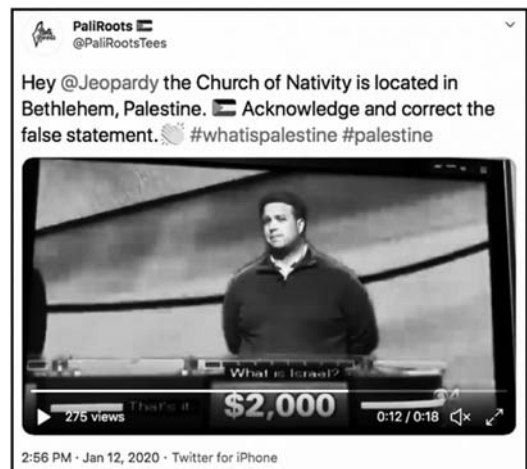 PaliRoots 🇵🇸
@PaliRootsTees
Hey @Jeopardy the Church of Nativity is located in
Bethlehem, Palestine. 🇵🇸 Acknowledge and correct the
false statement.👏 #whatispalestine #palestine
What is Israel?
That's it.
$2,000
275 views
0:12 / 0:18
2:56 PM · Jan 12, 2020 · Twitter for iPhone